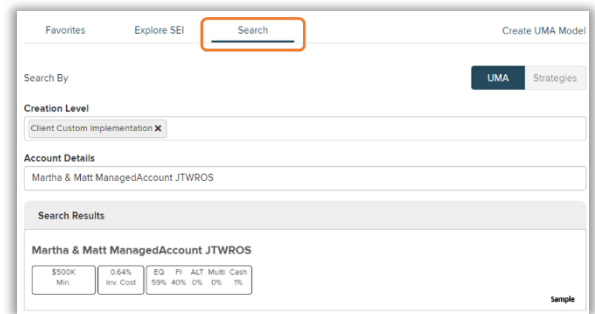 Favorites Explore SEI Search Create UMA Model
Search By UMA Strategies
Creation Level
Client Custom Implementation ✕
Account Details
Martha & Matt ManagedAccount JTWROS
Search Results
Martha & Matt ManagedAccount JTWROS
$500K 0.64% EQ FI ALT Multi Cash
Min. Inv. Cost 59% 40% 0% 0% 1%
Sample